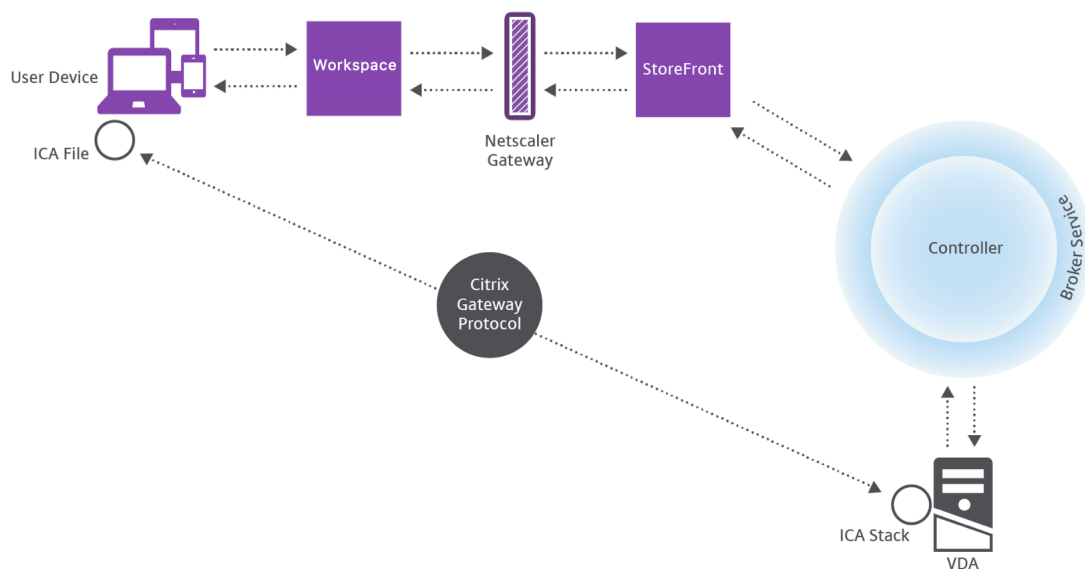 User Device
Workspace
StoreFront
Netscaler
Gateway
ICA File
Controller
Broker Service
Citrix
Gateway
Protocol
ICA Stack
VDA